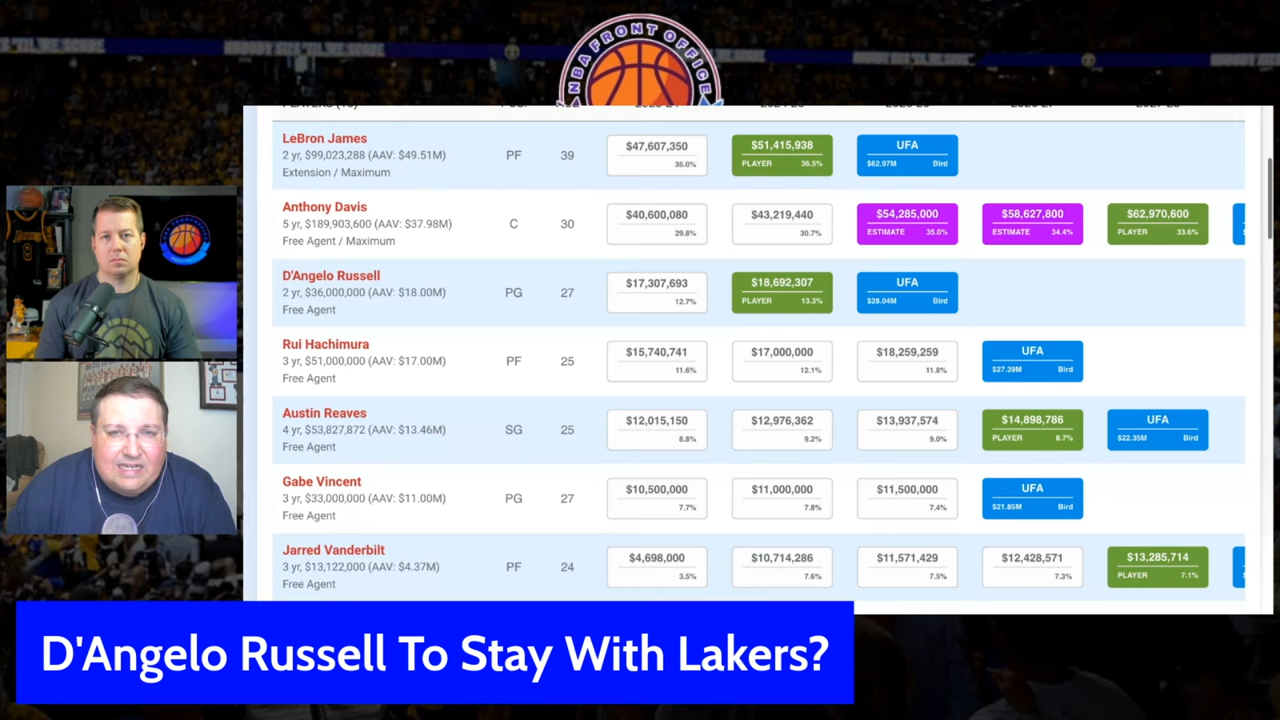 NBA FRONT OFFICE
LeBron James
2 yr, $99,023,288 (AAV: $49.51M)
Extension / Maximum
PF
39
$47,607,350
35.0%
$51,415,938
PLAYER 36.5%
UFA
$62.97M Bird
Anthony Davis
5 yr, $189,903,600 (AAV: $37.98M)
Free Agent / Maximum
C
30
$40,600,080
29.8%
$43,219,440
30.7%
$54,285,000
ESTIMATE 35.0%
$58,627,800
ESTIMATE 34.4%
$62,970,600
PLAYER 33.6%
D'Angelo Russell
2 yr, $36,000,000 (AAV: $18.00M)
Free Agent
PG
27
$17,307,693
12.7%
$18,692,307
PLAYER 13.3%
UFA
$28.04M Bird
Rui Hachimura
3 yr, $51,000,000 (AAV: $17.00M)
Free Agent
PF
25
$15,740,741
11.6%
$17,000,000
12.1%
$18,259,259
11.8%
UFA
$27.39M Bird
Austin Reaves
4 yr, $53,827,872 (AAV: $13.46M)
Free Agent
SG
25
$12,015,150
8.8%
$12,976,362
9.2%
$13,937,574
9.0%
$14,898,786
PLAYER 8.7%
UFA
$22.35M Bird
Gabe Vincent
3 yr, $33,000,000 (AAV: $11.00M)
Free Agent
PG
27
$10,500,000
7.7%
$11,000,000
7.8%
$11,500,000
7.4%
UFA
$21.85M Bird
Jarred Vanderbilt
3 yr, $13,122,000 (AAV: $4.37M)
Free Agent
PF
24
$4,698,000
3.5%
$10,714,286
7.6%
$11,571,429
7.5%
$12,428,571
7.3%
$13,285,714
PLAYER 7.1%
D'Angelo Russell To Stay With Lakers?